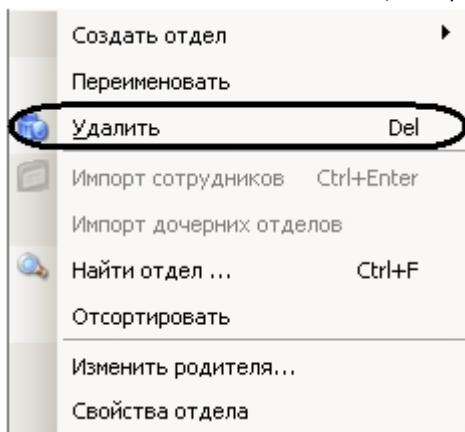 Создать отдел
Переименовать
Удалить Del
Импорт сотрудников Ctrl+Enter
Импорт дочерних отделов
Найти отдел ... Ctrl+F
Отсортировать
Изменить родителя...
Свойства отдела